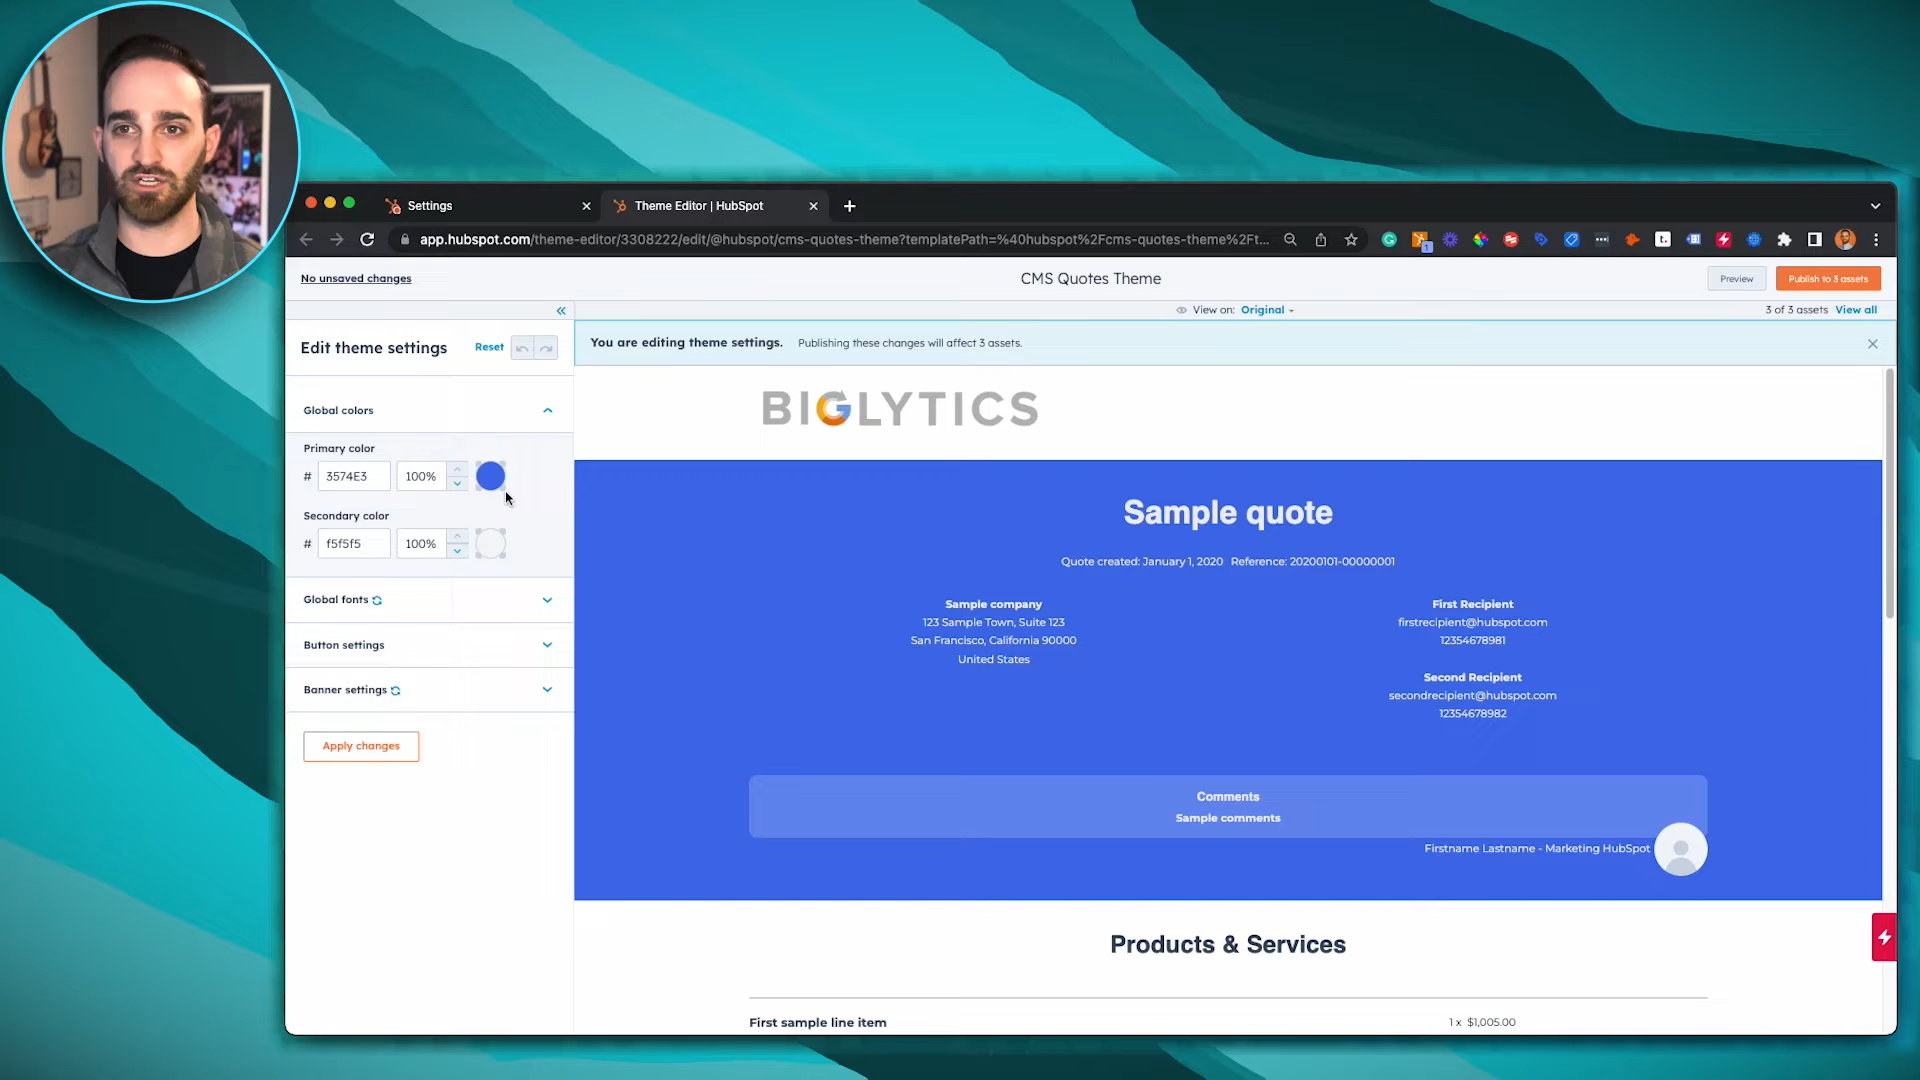 Settings
Theme Editor | HubSpot
app.hubspot.com/theme-editor/3308222/edit/@hubspot/cms-quotes-theme?templatePath=%40hubspot%2Fcms-quotes-theme%2Ft...
No unsaved changes
CMS Quotes Theme
Preview
Publish to 3 assets
View on: Original
3 of 3 assets View all
Edit theme settings
Reset
You are editing theme settings. Publishing these changes will affect 3 assets.
BIGLYTICS
Global colors
Primary color
# 3574E3 100%
Secondary color
# f5f5f5 100%
Global fonts
Button settings
Banner settings
Apply changes
Sample quote
Quote created: January 1, 2020 Reference: 20200101-00000001
Sample company
123 Sample Town, Suite 123
San Francisco, California 90000
United States
First Recipient
firstrecipient@hubspot.com
12354678981
Second Recipient
secondrecipient@hubspot.com
12354678982
Comments
Sample comments
Firstname Lastname - Marketing HubSpot
Products & Services
First sample line item
1 x $1,005.00